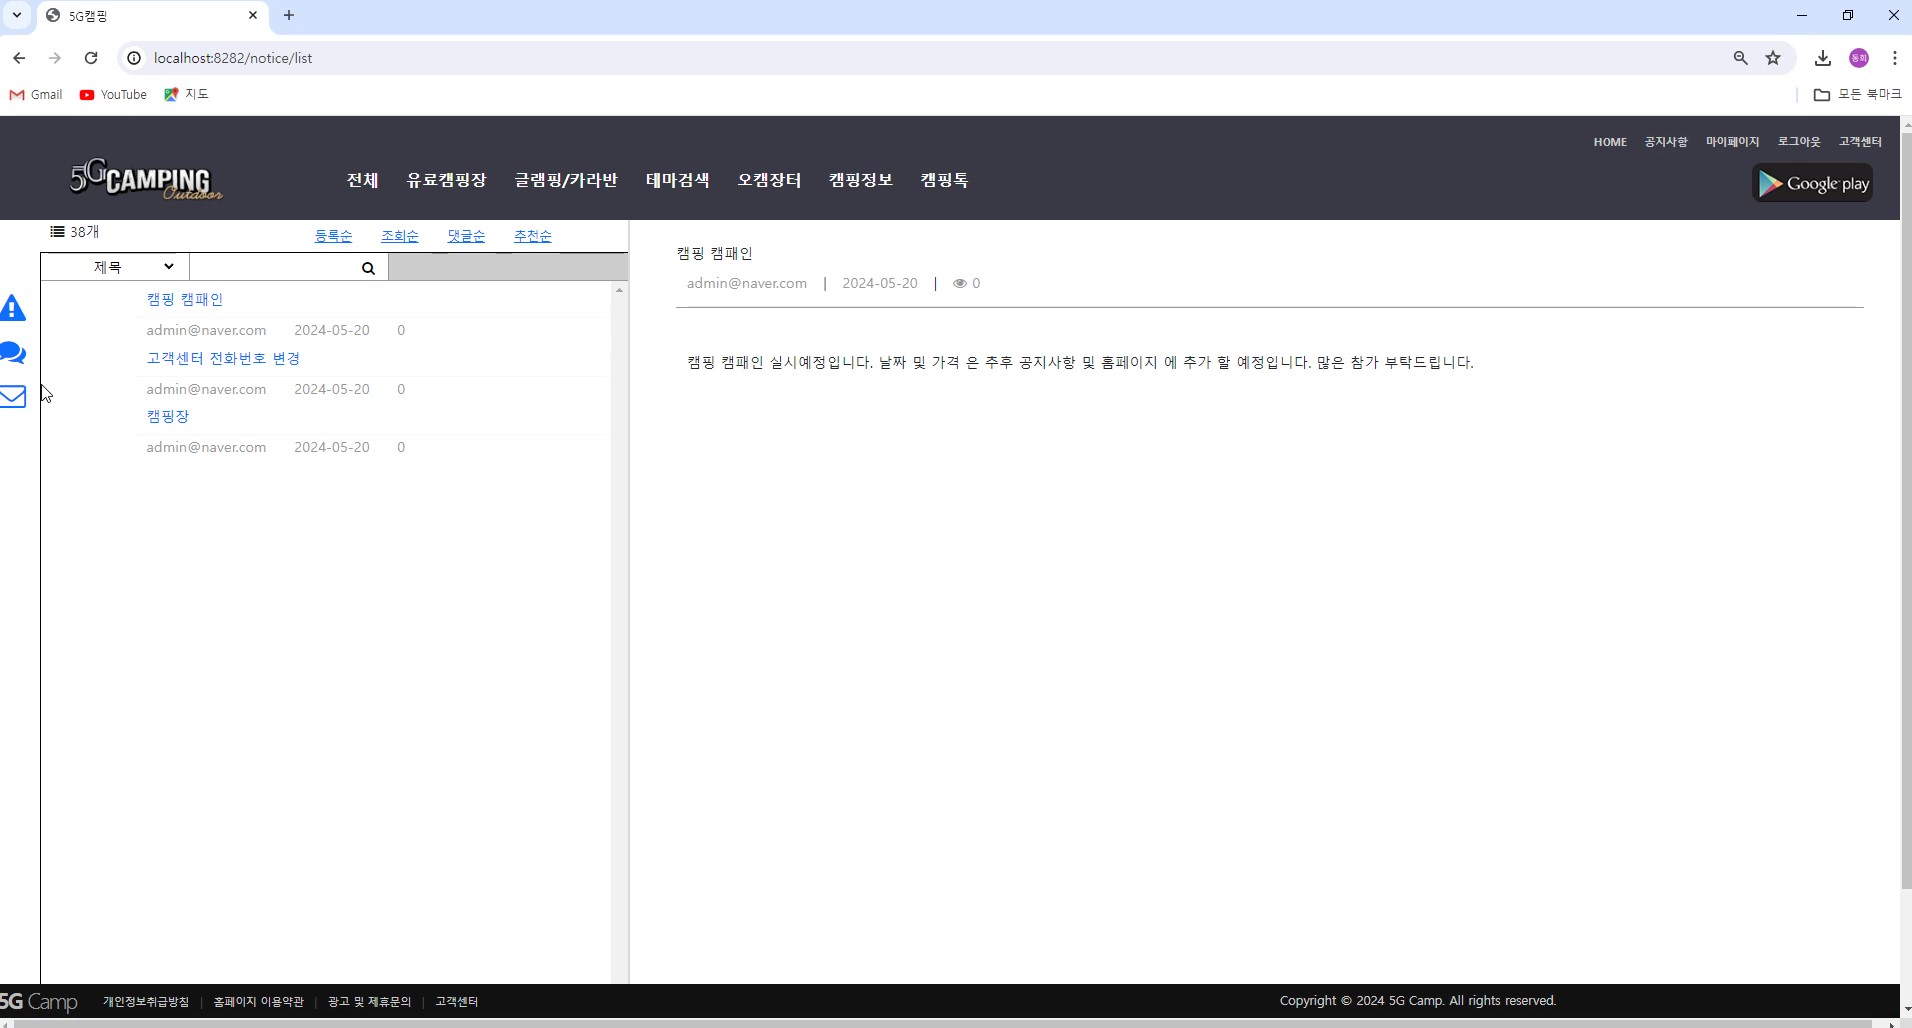 5G캠핑
localhost:8282/notice/list
동희
Gmail YouTube 지도 모든 북마크
HOME 공지사항 마이페이지 로그아웃 고객센터
5G CAMPING Outdoor
전체 유료캠핑장 글램핑/카라반 테마검색 오캠장터 캠핑정보 캠핑톡
Google play
38개 등록순 조회순 댓글순 추천순
제목
캠핑 캠패인
admin@naver.com 2024-05-20 0
고객센터 전화번호 변경
admin@naver.com 2024-05-20 0
캠핑장
admin@naver.com 2024-05-20 0
캠핑 캠패인
admin@naver.com | 2024-05-20 | 0
캠핑 캠패인 실시예정입니다. 날짜 및 가격 은 추후 공지사항 및 홈페이지 에 추가 할 예정입니다. 많은 참가 부탁드립니다.
5G Camp 개인정보취급방침 | 홈페이지 이용약관 | 광고 및 제휴문의 | 고객센터 Copyright © 2024 5G Camp. All rights reserved.